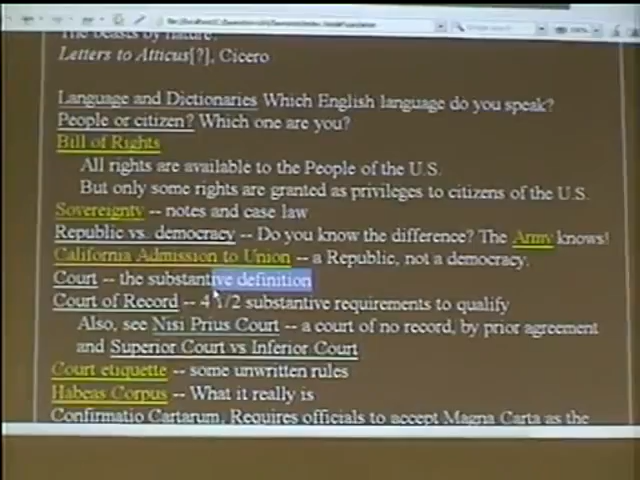 The beasts by nature.
Letters to Atticus[?], Cicero
Language and Dictionaries Which English language do you speak?
People or citizen? Which one are you?
Bill of Rights
All rights are available to the People of the U.S.
But only some rights are granted as privileges to citizens of the U.S.
Sovereignty -- notes and case law
Republic vs. democracy -- Do you know the difference? The Army knows!
California Admission to Union -- a Republic, not a democracy.
Court -- the substantive definition
Court of Record -- 4 1/2 substantive requirements to qualify
Also, see Nisi Prius Court -- a court of no record, by prior agreement
and Superior Court vs Inferior Court
Court etiquette -- some unwritten rules
Habeas Corpus -- What it really is
Confirmatio Cartarum. Requires officials to accept Magna Carta as the